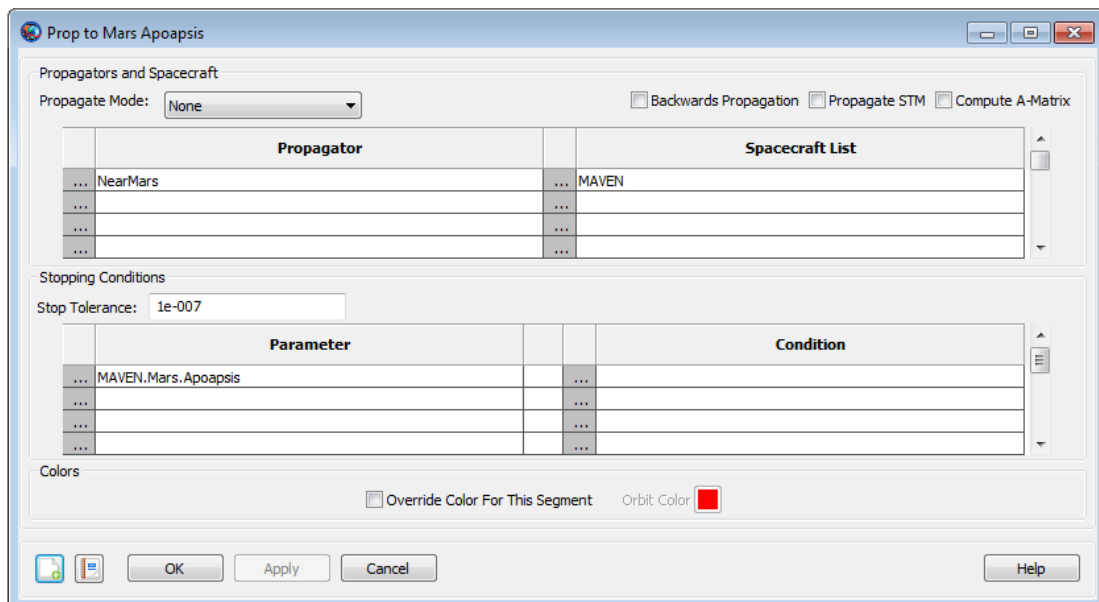 Prop to Mars Apoapsis
Propagators and Spacecraft
Propagate Mode: None Backwards Propagation Propagate STM Compute A-Matrix
Propagator Spacecraft List
... NearMars ... MAVEN
... ...
... ...
... ...
Stopping Conditions
Stop Tolerance: 1e-007
Parameter Condition
... MAVEN.Mars.Apoapsis ...
... ...
... ...
... ...
Colors
Override Color For This Segment Orbit Color
OK Apply Cancel Help